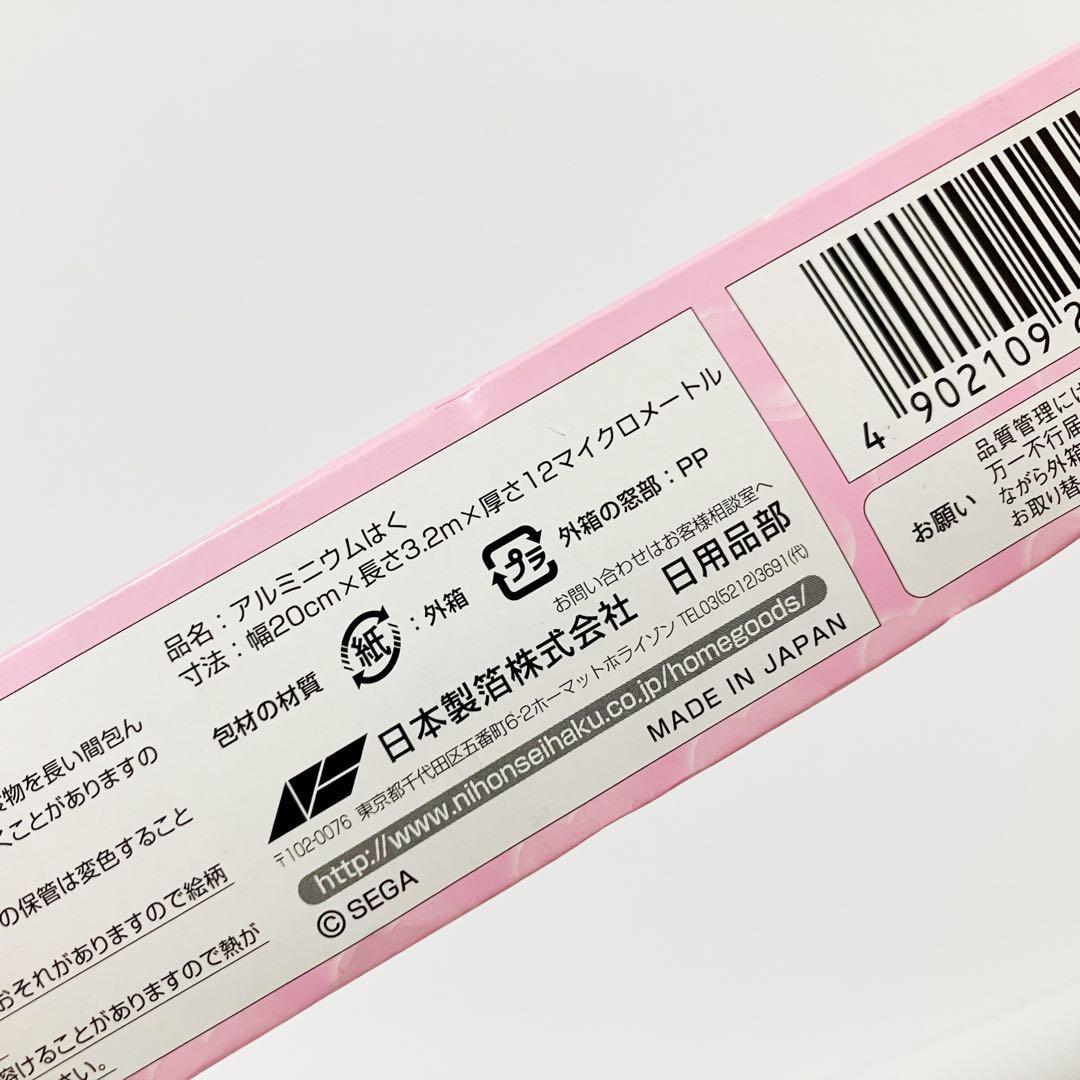 食物を長い間包ん
くことがありますの
の保管は変色すること
おそれがありますので絵柄
ることがありますので熱が
溶けることがありますので熱が
さい。
品名：アルミニウムはく
寸法：幅20cm×長さ3.2m×厚さ12マイクロメートル
包材の材質
紙
：外箱
プラ
外箱の窓部：PP
お問い合わせはお客様相談室へ
日本製箔株式会社 日用品部
〒102-0076 東京都千代田区五番町6-2ホーマットホライゾン TEL03(5212)3691(代)
http://www.nihonseihaku.co.jp/homegoods/
©SEGA
MADE IN JAPAN
4 902109 2
お願い
品質管理には
万一不行届
ながら外箱
お取り替